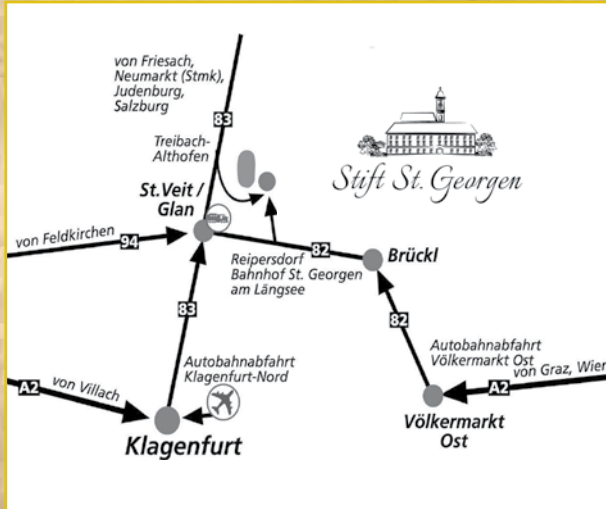 von Friesach,
Neumarkt (Stmk),
Judenburg,
Salzburg
83
Treibach-
Althofen
St.Veit /
Glan
Stift St. Georgen
von Feldkirchen
94
82
Reipersdorf
Bahnhof St. Georgen
am Längsee
Brückl
83
82
Autobahnabfahrt
Klagenfurt-Nord
Autobahnabfahrt
Völkermarkt Ost
von Graz, Wien
A2
A2
von Villach
Klagenfurt
Völkermarkt
Ost